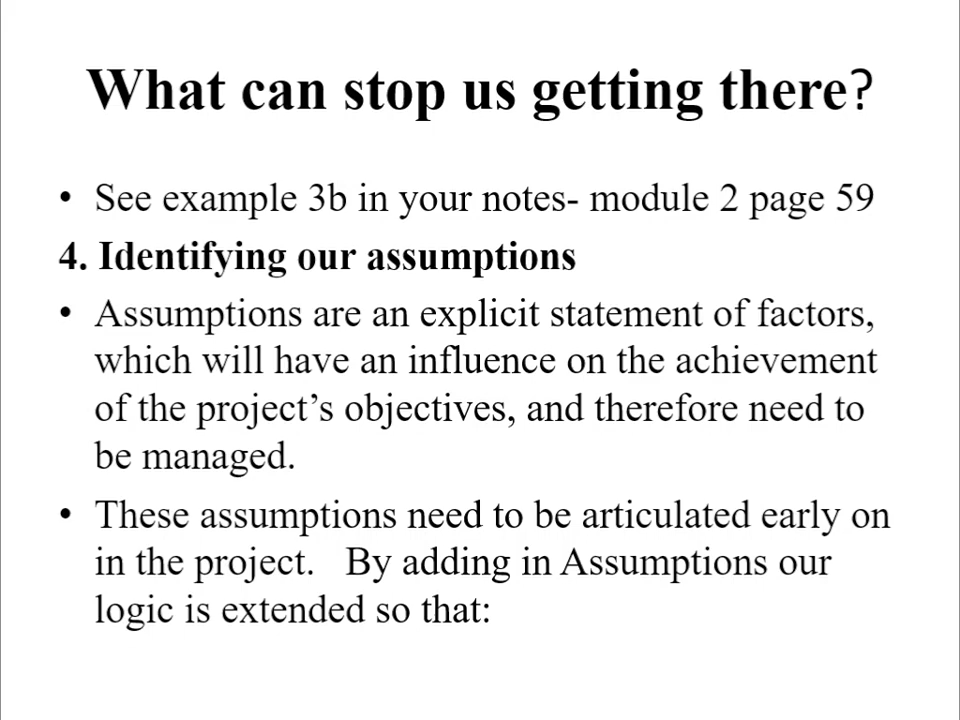 What can stop us getting there?
• See example 3b in your notes- module 2 page 59
4. Identifying our assumptions
• Assumptions are an explicit statement of factors,
which will have an influence on the achievement
of the project’s objectives, and therefore need to
be managed.
• These assumptions need to be articulated early on
in the project.   By adding in Assumptions our
logic is extended so that: